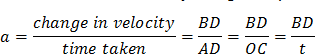 a = change in velocity / time taken = BD / AD = BD / OC = BD / t